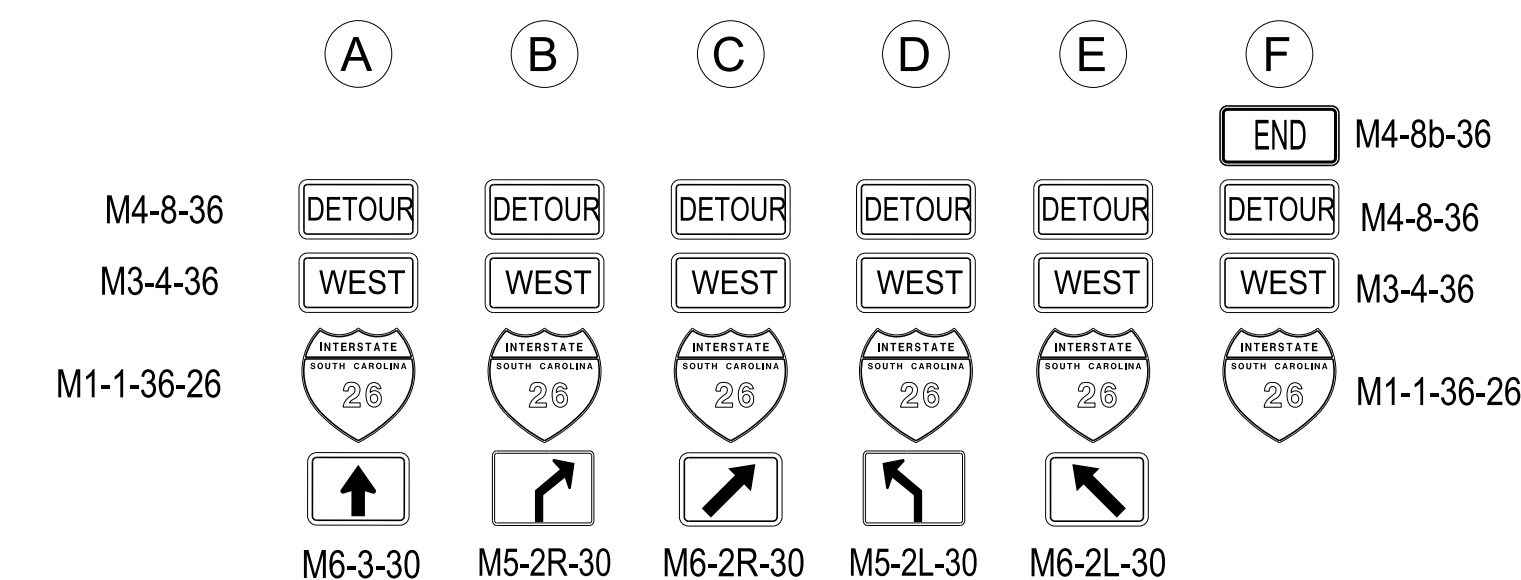 A B C D E F
END M4-8b-36
M4-8-36 DETOUR DETOUR DETOUR DETOUR DETOUR DETOUR M4-8-36
M3-4-36 WEST WEST WEST WEST WEST WEST M3-4-36
INTERSTATE INTERSTATE INTERSTATE INTERSTATE INTERSTATE INTERSTATE
SOUTH CAROLINA SOUTH CAROLINA SOUTH CAROLINA SOUTH CAROLINA SOUTH CAROLINA SOUTH CAROLINA
M1-1-36-26 26 26 26 26 26 26 M1-1-36-26
M6-3-30 M5-2R-30 M6-2R-30 M5-2L-30 M6-2L-30